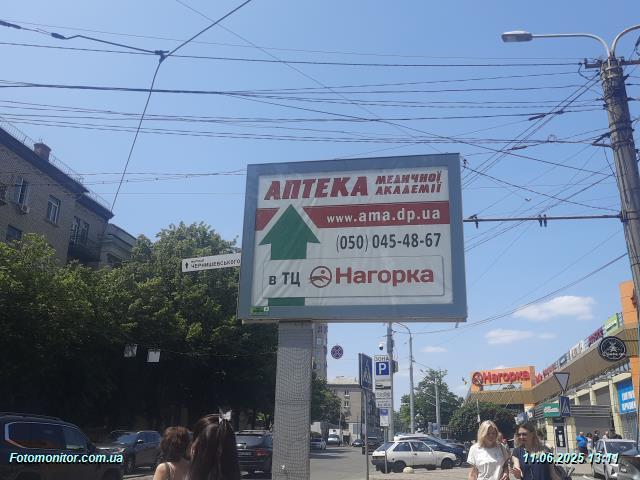 АПТЕКА МЕДИЧНОЇ АКАДЕМІЇ
www.ama.dp.ua
(050) 045-48-67
в ТЦ Нагорка
ЧЕРНИШЕВСЬКОГО
ЗОНА
P
Нагорка
Fotomonitor.com.ua
11.06.2025 13:11